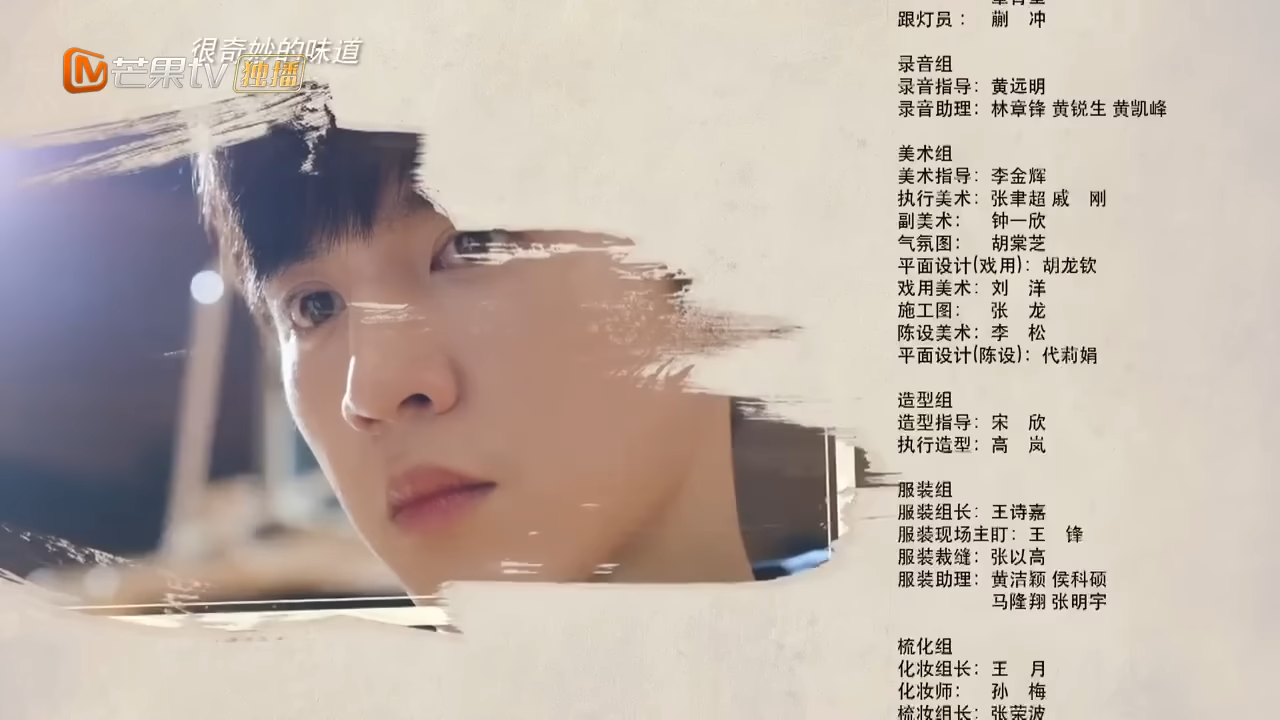 很奇妙的味道
芒果tv 独播
跟灯员： 蒯 冲
录音组
录音指导：黄远明
录音助理：林章锋 黄锐生 黄凯峰
美术组
美术指导：李金辉
执行美术：张聿超 戚 刚
副美术： 钟一欣
气氛图： 胡棠芝
平面设计(戏用)：胡龙钦
戏用美术：刘 洋
施工图： 张 龙
陈设美术：李 松
平面设计(陈设)：代莉娟
造型组
造型指导：宋 欣
执行造型：高 岚
服装组
服装组长：王诗嘉
服装现场主盯：王 锋
服装裁缝：张以高
服装助理：黄洁颖 侯科硕
马隆翔 张明宇
梳化组
化妆组长：王 月
化妆师： 孙 梅
梳妆组长：张荣波